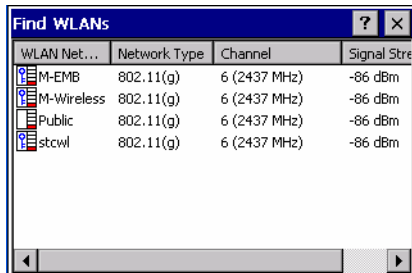 Find WLANs ? ×
WLAN Net... Network Type Channel Signal Stre
M-EMB 802.11(g) 6 (2437 MHz) -86 dBm
M-Wireless 802.11(g) 6 (2437 MHz) -86 dBm
Public 802.11(g) 6 (2437 MHz) -86 dBm
stcwl 802.11(g) 6 (2437 MHz) -86 dBm